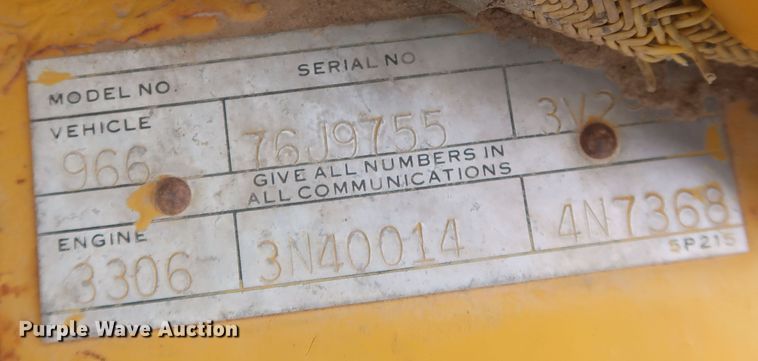 MODEL NO. SERIAL NO.
VEHICLE
966 76J9755
GIVE ALL NUMBERS IN
ALL COMMUNICATIONS
ENGINE
3306 3N40014 4N7368
5P215
Purple Wave Auction